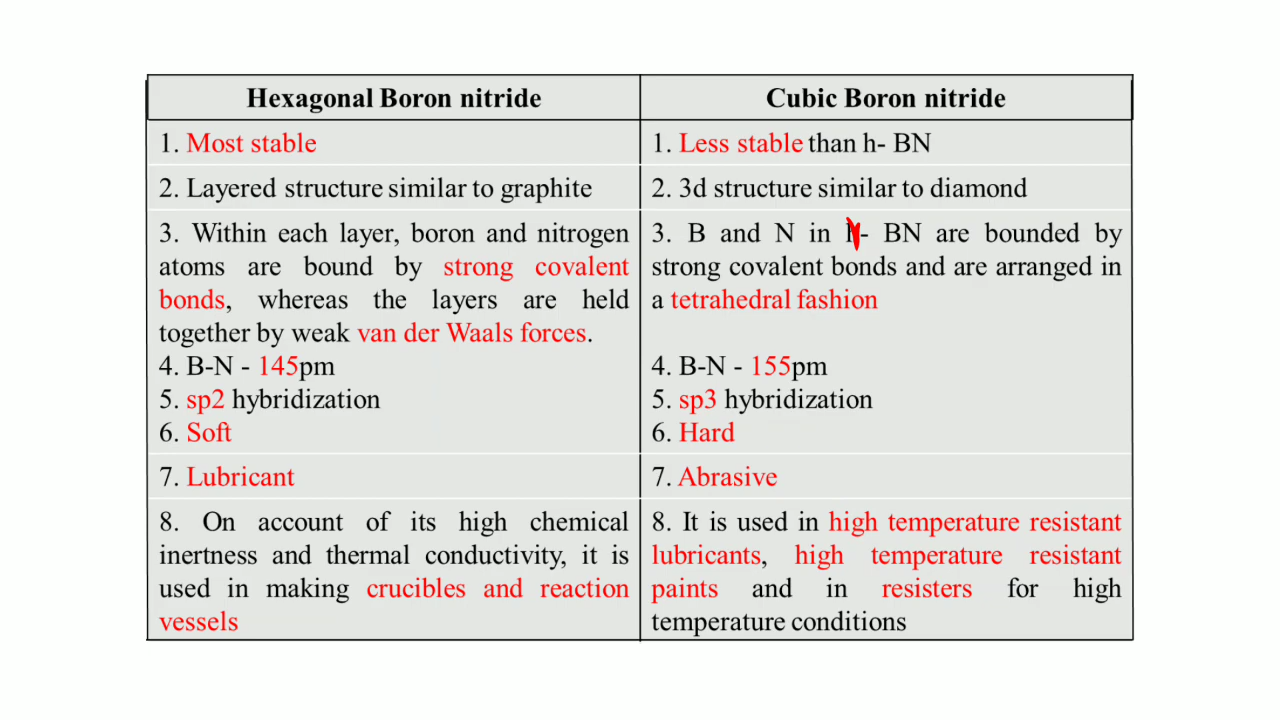 Hexagonal Boron nitride
Cubic Boron nitride
1. Most stable
1. Less stable than h- BN
2. Layered structure similar to graphite
2. 3d structure similar to diamond
3. Within each layer, boron and nitrogen
atoms are bound by strong covalent
bonds, whereas the layers are held
together by weak van der Waals forces.
4. B-N - 145pm
5. sp2 hybridization
6. Soft
3. B and N in h- BN are bounded by
strong covalent bonds and are arranged in
a tetrahedral fashion
4. B-N - 155pm
5. sp3 hybridization
6. Hard
7. Lubricant
7. Abrasive
8. On account of its high chemical
inertness and thermal conductivity, it is
used in making crucibles and reaction
vessels
8. It is used in high temperature resistant
lubricants, high temperature resistant
paints and in resisters for high
temperature conditions